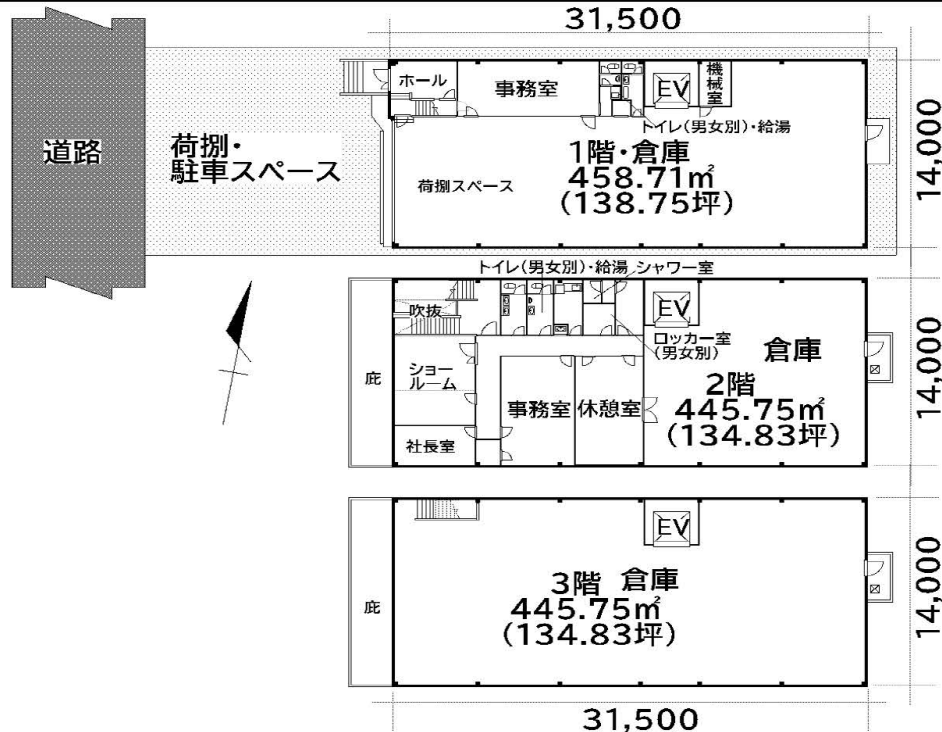 31,500
ホール
事務室
EV
機械室
トイレ(男女別)・給湯
道路
荷捌・
駐車スペース
荷捌スペース
1階・倉庫
458.71㎡
(138.75坪)
14,000
トイレ(男女別)・給湯
シャワー室
吹抜
EV
ロッカー室
(男女別)
倉庫
庇
ショー
ルーム
事務室
休憩室
2階
445.75㎡
(134.83坪)
社長室
14,000
EV
庇
3階 倉庫
445.75㎡
(134.83坪)
14,000
31,500